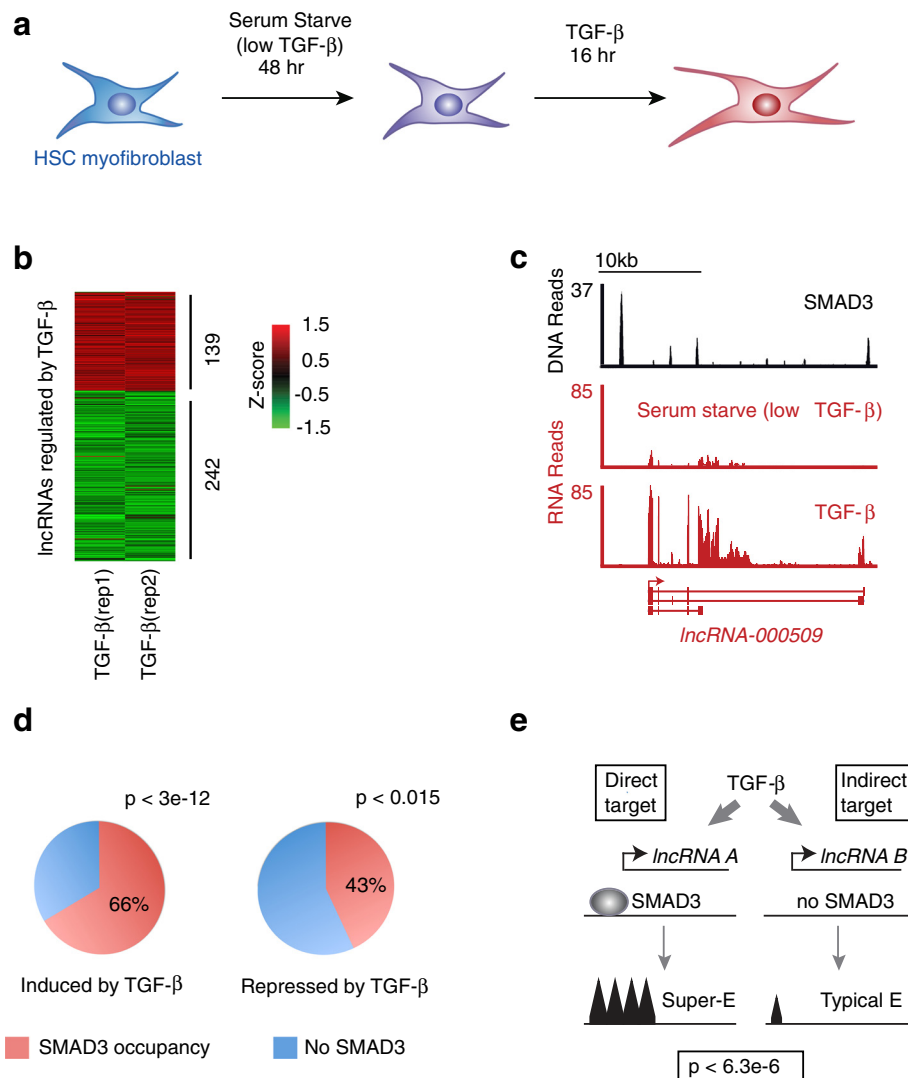 a
Serum Starve
(low TGF-β)
48 hr
TGF-β
16 hr
HSC myofibroblast
b
lncRNAs regulated by TGF-β
139
242
TGF-β(rep1)
TGF-β(rep2)
Z-score
1.5
0.5
-0.5
-1.5
c
10kb
DNA Reads
37
SMAD3
RNA Reads
85
Serum starve (low TGF-β)
85
TGF-β
lncRNA-000509
d
p < 3e-12
66%
Induced by TGF-β
p < 0.015
43%
Repressed by TGF-β
SMAD3 occupancy
No SMAD3
e
Direct
target
TGF-β
Indirect
target
lncRNA A
lncRNA B
SMAD3
no SMAD3
Super-E
Typical E
p < 6.3e-6